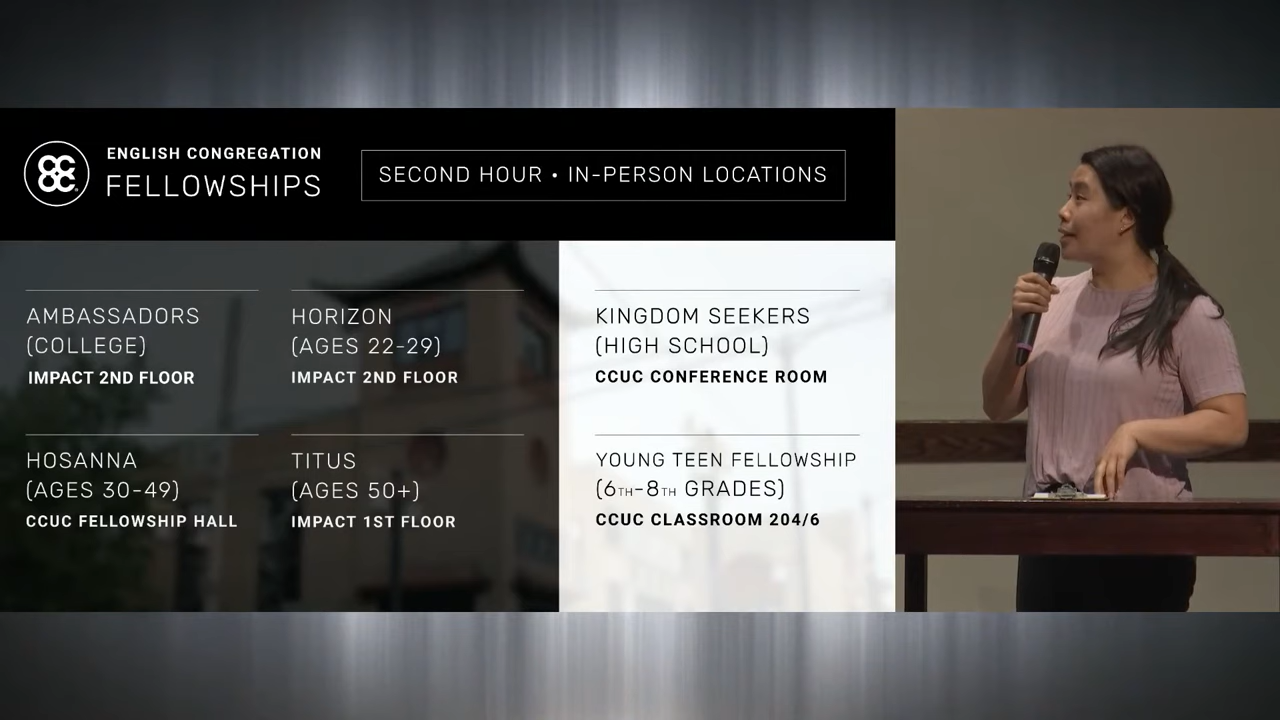 ENGLISH CONGREGATION
FELLOWSHIPS
SECOND HOUR • IN-PERSON LOCATIONS
AMBASSADORS
(COLLEGE)
IMPACT 2ND FLOOR
HORIZON
(AGES 22-29)
IMPACT 2ND FLOOR
HOSANNA
(AGES 30-49)
CCUC FELLOWSHIP HALL
TITUS
(AGES 50+)
IMPACT 1ST FLOOR
KINGDOM SEEKERS
(HIGH SCHOOL)
CCUC CONFERENCE ROOM
YOUNG TEEN FELLOWSHIP
(6TH-8TH GRADES)
CCUC CLASSROOM 204/6